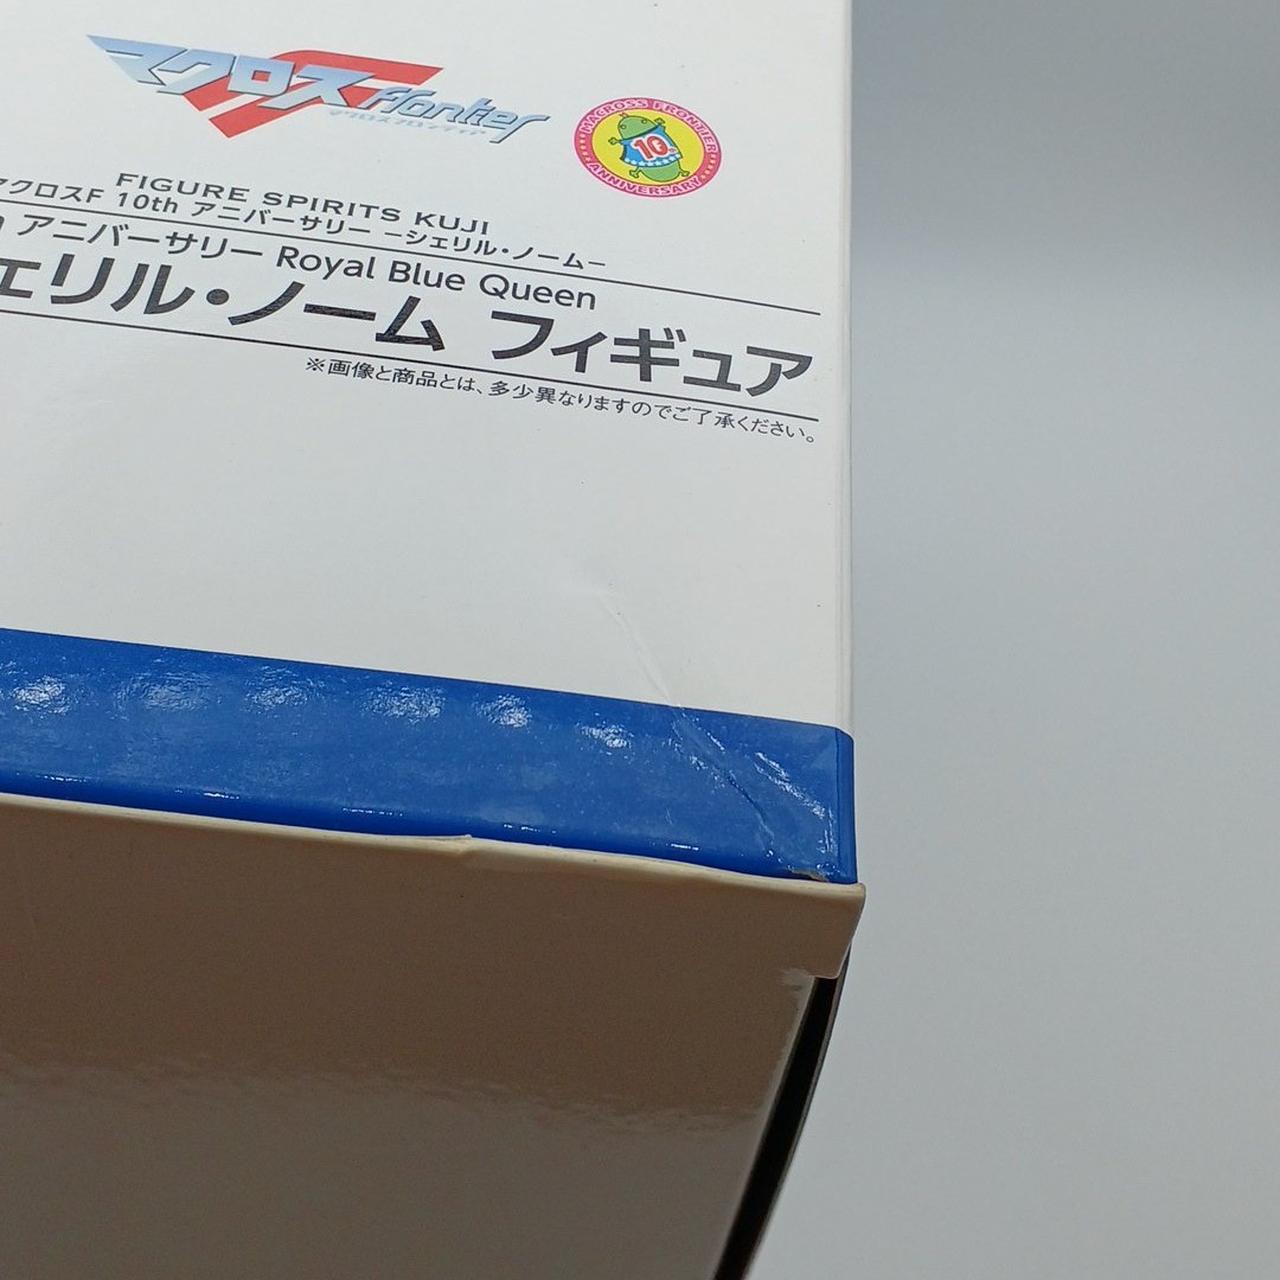 マクロスFrontier
マクロスフロンティア
MACROSS FRONTIER
10th
ANNIVERSARY
FIGURE SPIRITS KUJI
マクロスF 10th アニバーサリー －シェリル・ノーム－
アニバーサリー Royal Blue Queen
ェリル・ノーム フィギュア
※画像と商品とは、多少異なりますのでご了承ください。